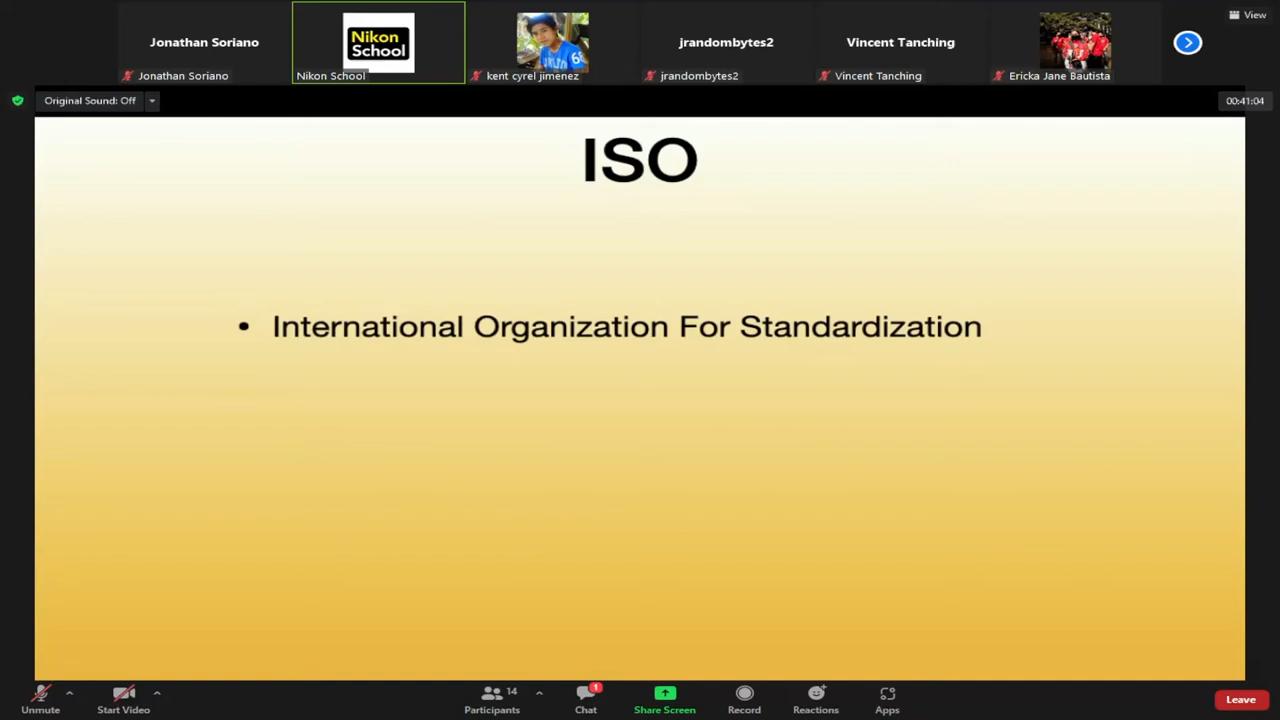 View
Jonathan Soriano
Nikon
School
jrandombytes2
Vincent Tanching
Jonathan Soriano
Nikon School
kent cyrel jimenez
jrandombytes2
Vincent Tanching
Ericka Jane Bautista
Original Sound: Off
00:41:04
ISO
• International Organization For Standardization
Unmute
Start Video
14
Participants
1
Chat
Share Screen
Record
Reactions
Apps
Leave